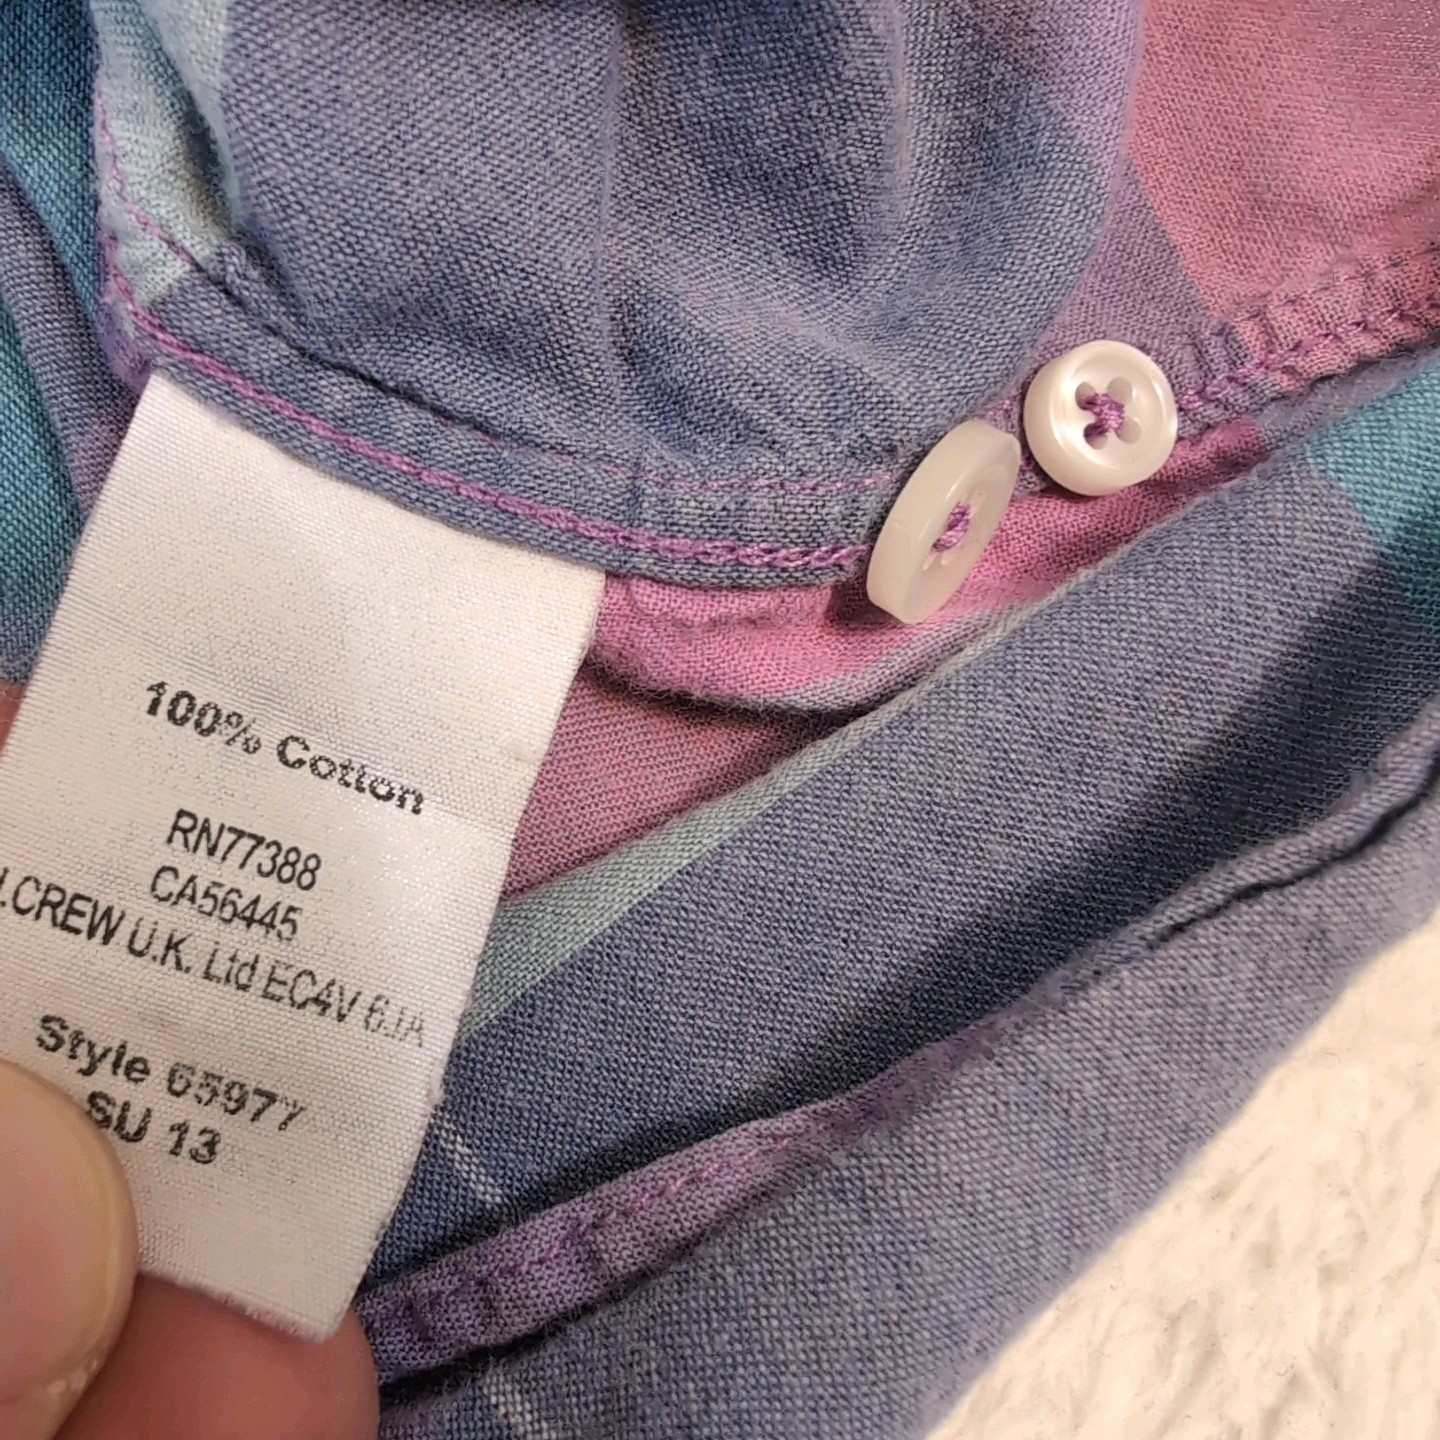 100% Cotton
RN77388
CA56445
J.CREW U.K. Ltd EC4V 6JA
Style 65977
SU 13